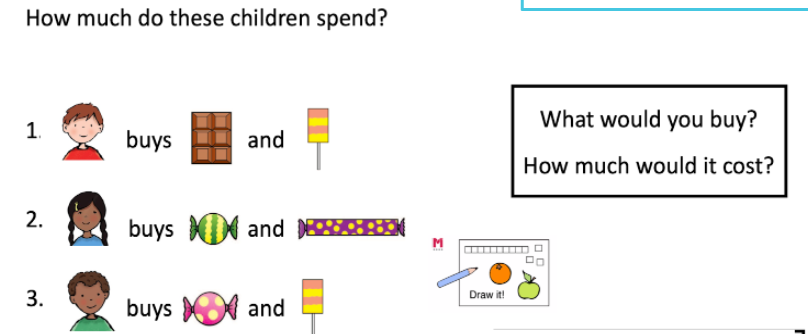 How much do these children spend?
What would you buy?
How much would it cost?
1. buys and
2. buys and
M
Draw it!
3. buys and